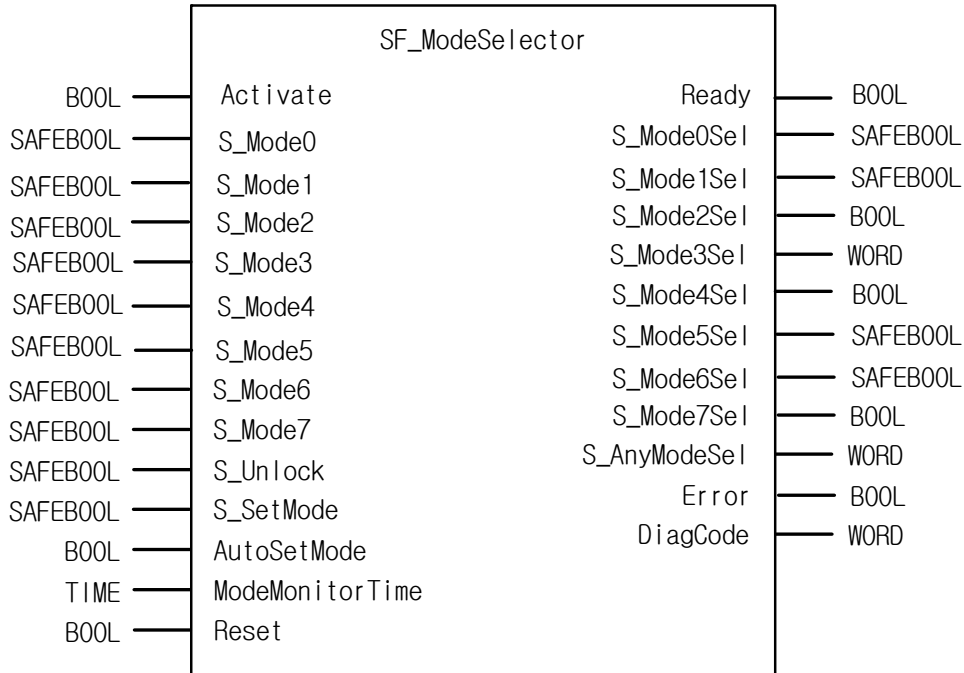 SF_ModeSelector
BOOL Activate Ready BOOL
SAFEBOOL S_Mode0 S_Mode0Sel SAFEBOOL
SAFEBOOL S_Mode1 S_Mode1Sel SAFEBOOL
SAFEBOOL S_Mode2 S_Mode2Sel BOOL
SAFEBOOL S_Mode3 S_Mode3Sel WORD
SAFEBOOL S_Mode4 S_Mode4Sel BOOL
SAFEBOOL S_Mode5 S_Mode5Sel SAFEBOOL
SAFEBOOL S_Mode6 S_Mode6Sel SAFEBOOL
SAFEBOOL S_Mode7 S_Mode7Sel BOOL
SAFEBOOL S_Unlock S_AnyModeSel WORD
SAFEBOOL S_SetMode Error BOOL
BOOL AutoSetMode DiagCode WORD
TIME ModeMonitorTime
BOOL Reset